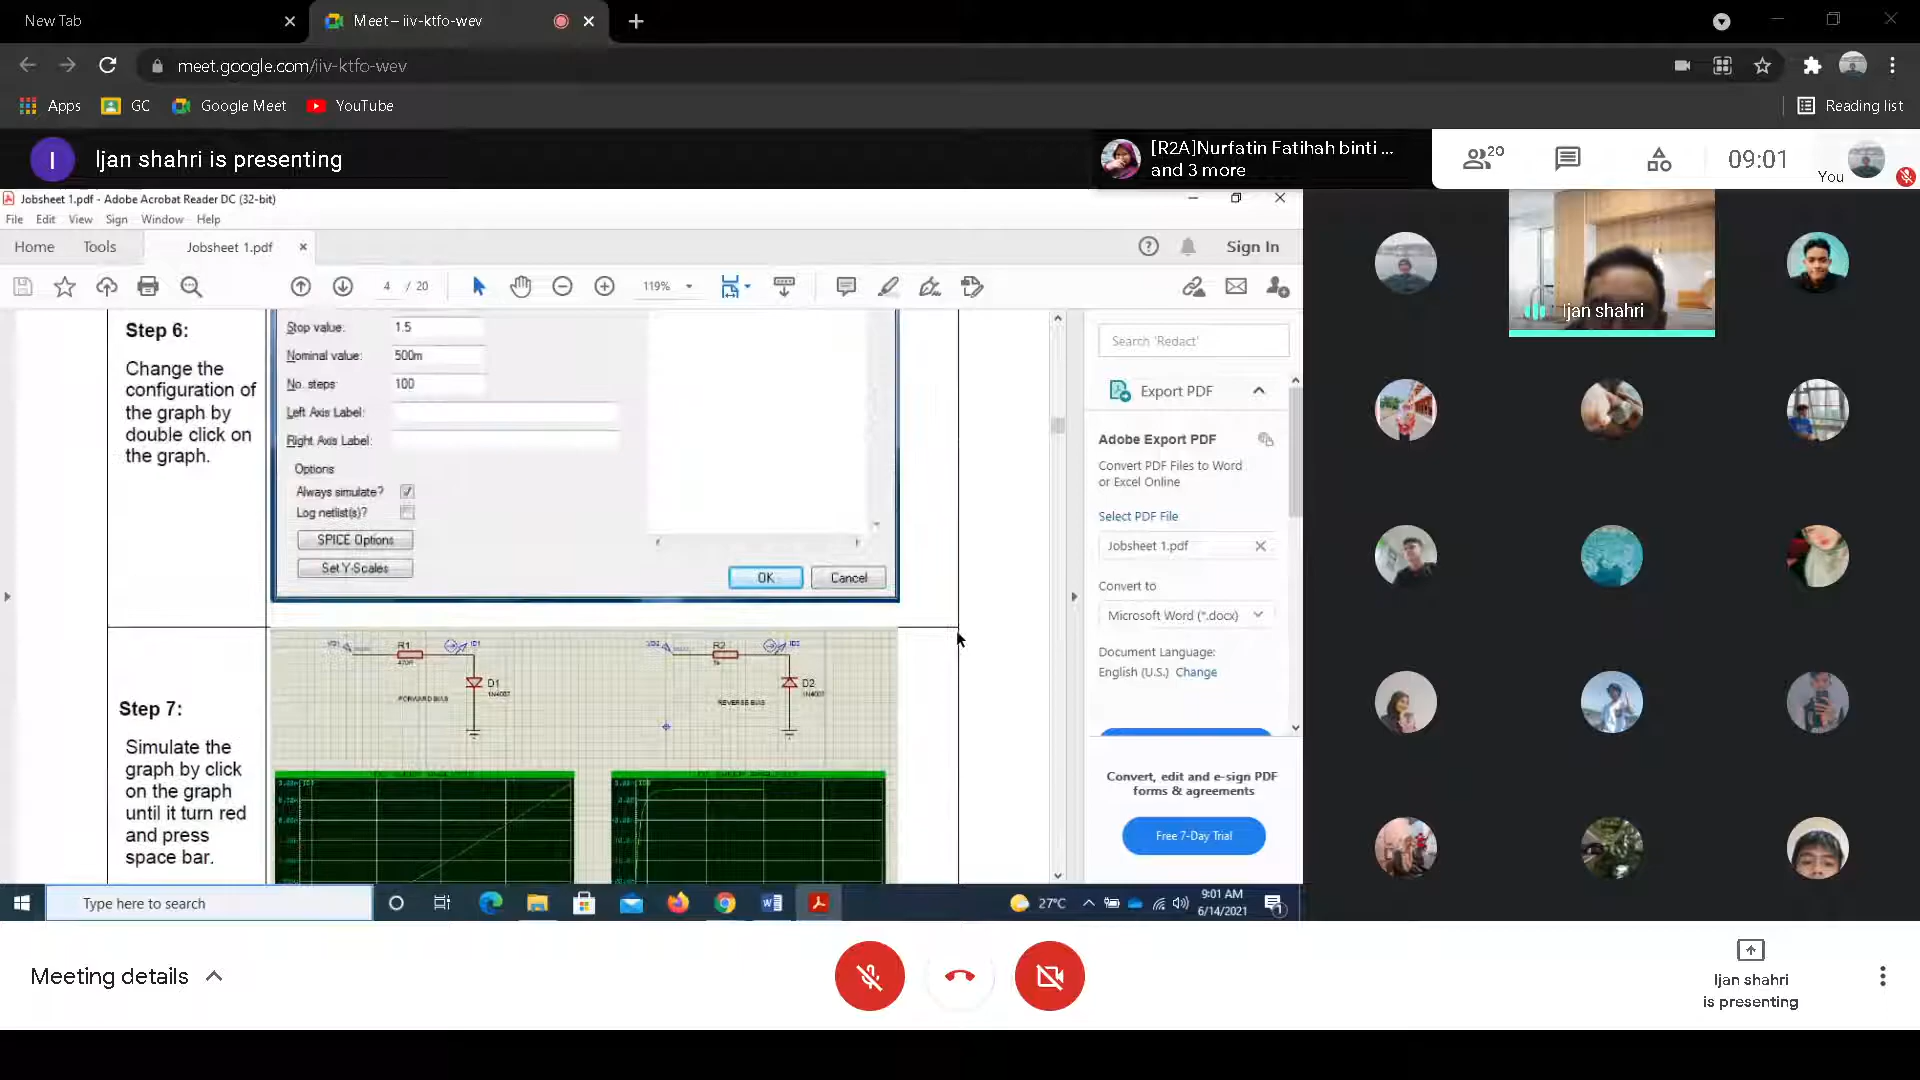 New Tab
Meet – iiv-ktfo-wev
meet.google.com/iiv-ktfo-wev
Apps
GC
Google Meet
YouTube
Reading list
I
Ijan shahri is presenting
[R2A]Nurfatin Fatihah binti ...
and 3 more
20
09:01
You
Jobsheet 1.pdf - Adobe Acrobat Reader DC (32-bit)
File Edit View Window Sign Help
Home
Tools
Jobsheet 1.pdf
Sign In
4 / 20
119%
Step 6:
Change the
configuration of
the graph by
double click on
the graph.
Stop value: 1.5
Nominal value: 500m
No. steps: 100
Left Axis Label:
Right Axis Label:
Options
Always simulate?
Log netlist(s)?
SPICE Options
Set Y-Scales
OK
Cancel
Search 'Redact'
Export PDF
Adobe Export PDF
Convert PDF Files to Word
or Excel Online
Select PDF File
Jobsheet 1.pdf
Convert to
Microsoft Word (*.docx)
Document Language:
English (U.S.) Change
Convert, edit and e-sign PDF
forms & agreements
Free 7-Day Trial
Step 7:
Simulate the
graph by click
on the graph
until it turn red
and press
space bar.
R1
470R
D1
1N4007
FORWARD BIAS
R2
1k
D2
1N4007
REVERSE BIAS
Ijan shahri
Type here to search
27°C
9:01 AM
6/14/2021
1
Meeting details
Ijan shahri
is presenting